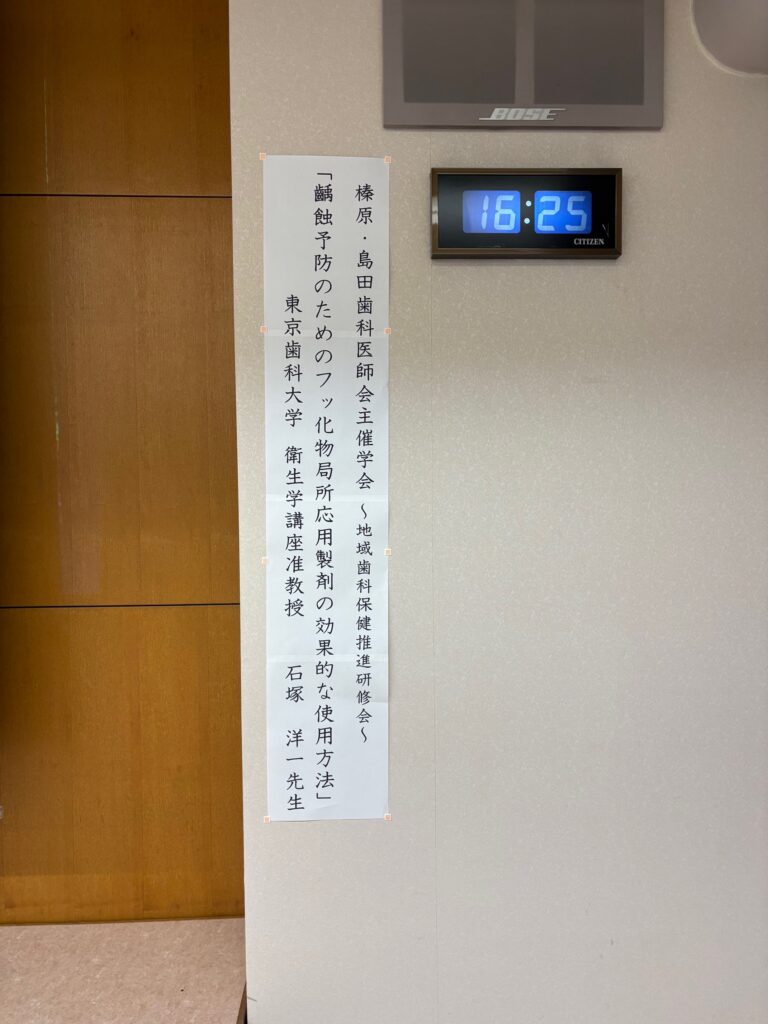 榛原・島田歯科医師会主催学会 ～地域歯科保健推進研修会～
「齲蝕予防のためのフッ化物局所応用製剤の効果的な使用方法」
東京歯科大学 衛生学講座准教授 石塚 洋一先生
BOSE
16:25
CITIZEN